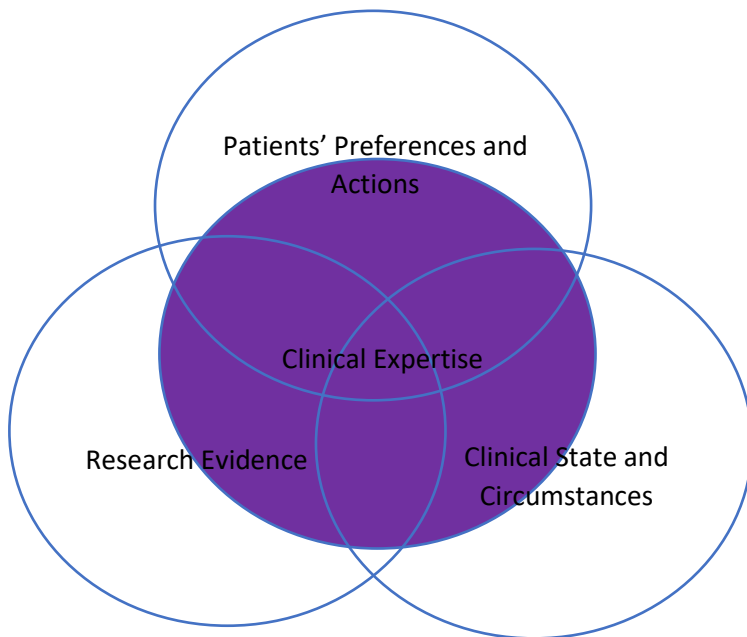 Patients’ Preferences and
Actions
Clinical Expertise
Research Evidence
Clinical State and
Circumstances